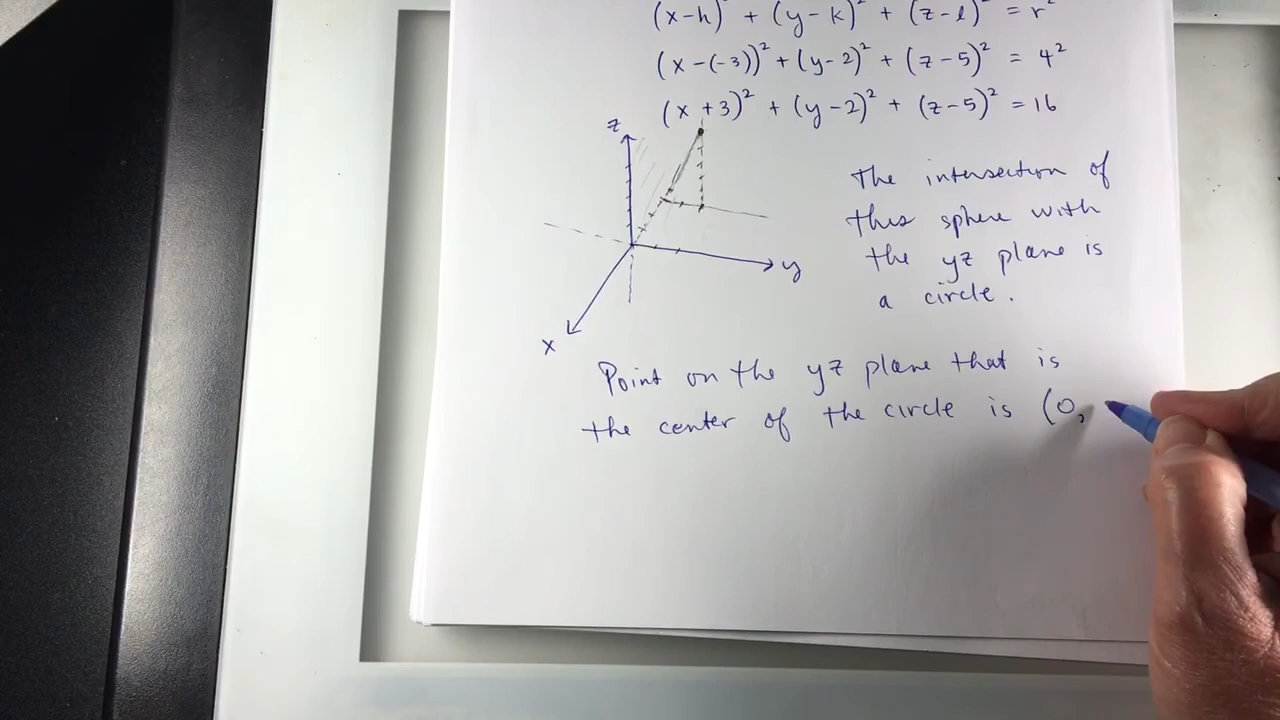 (x-h)² + (y-k)² + (z-l)² = r²
(x-(-3))² + (y-2)² + (z-5)² = 4²
(x+3)² + (y-2)² + (z-5)² = 16
z
y
x
The intersection of
this sphere with
the yz plane is
a circle.
Point on the yz plane that is
the center of the circle is (0,